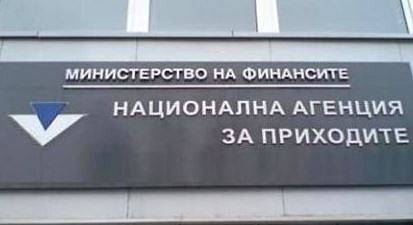 МИНИСТЕРСТВО НА ФИНАНСИТЕ
НАЦИОНАЛНА АГЕНЦИЯ
ЗА ПРИХОДИТЕ